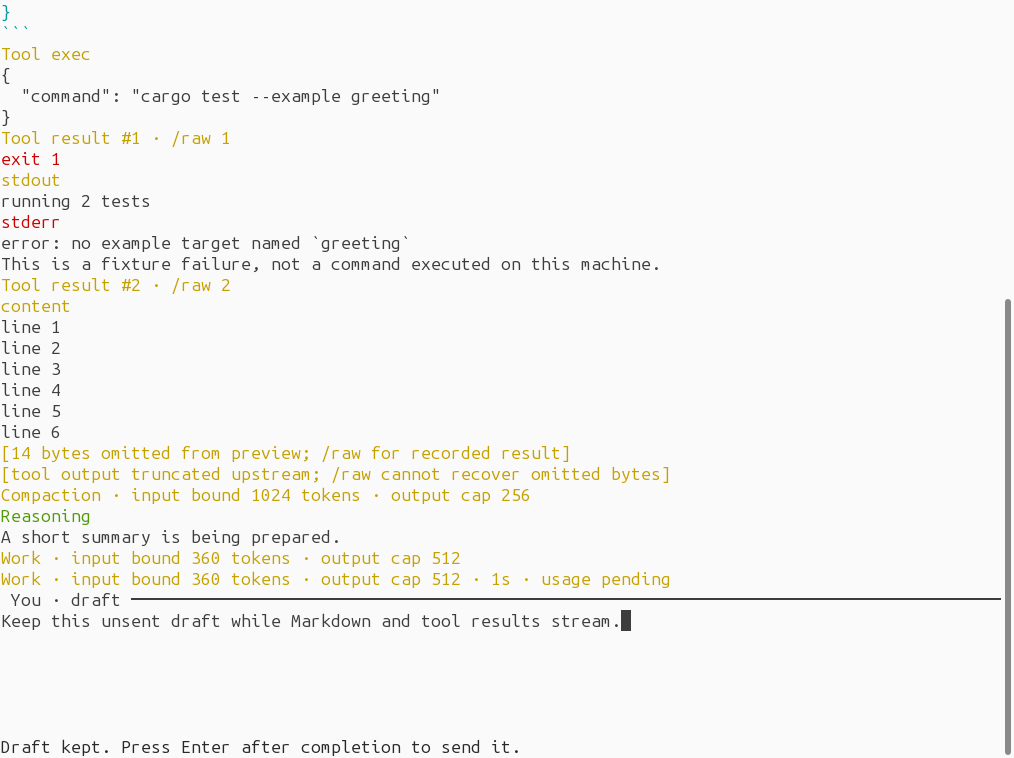 }
```
Tool exec
{
  "command": "cargo test --example greeting"
}
Tool result #1 · /raw 1
exit 1
stdout
running 2 tests
stderr
error: no example target named `greeting`
This is a fixture failure, not a command executed on this machine.
Tool result #2 · /raw 2
content
line 1
line 2
line 3
line 4
line 5
line 6
[14 bytes omitted from preview; /raw for recorded result]
[tool output truncated upstream; /raw cannot recover omitted bytes]
Compaction · input bound 1024 tokens · output cap 256
Reasoning
A short summary is being prepared.
Work · input bound 360 tokens · output cap 512
Work · input bound 360 tokens · output cap 512 · 1s · usage pending
You · draft
Keep this unsent draft while Markdown and tool results stream.
Draft kept. Press Enter after completion to send it.